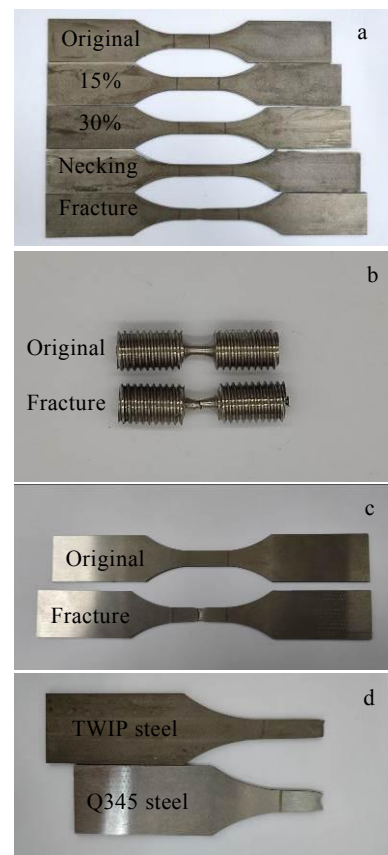 a
Original
15%
30%
Necking
Fracture
b
Original
Fracture
c
Original
Fracture
d
TWIP steel
Q345 steel